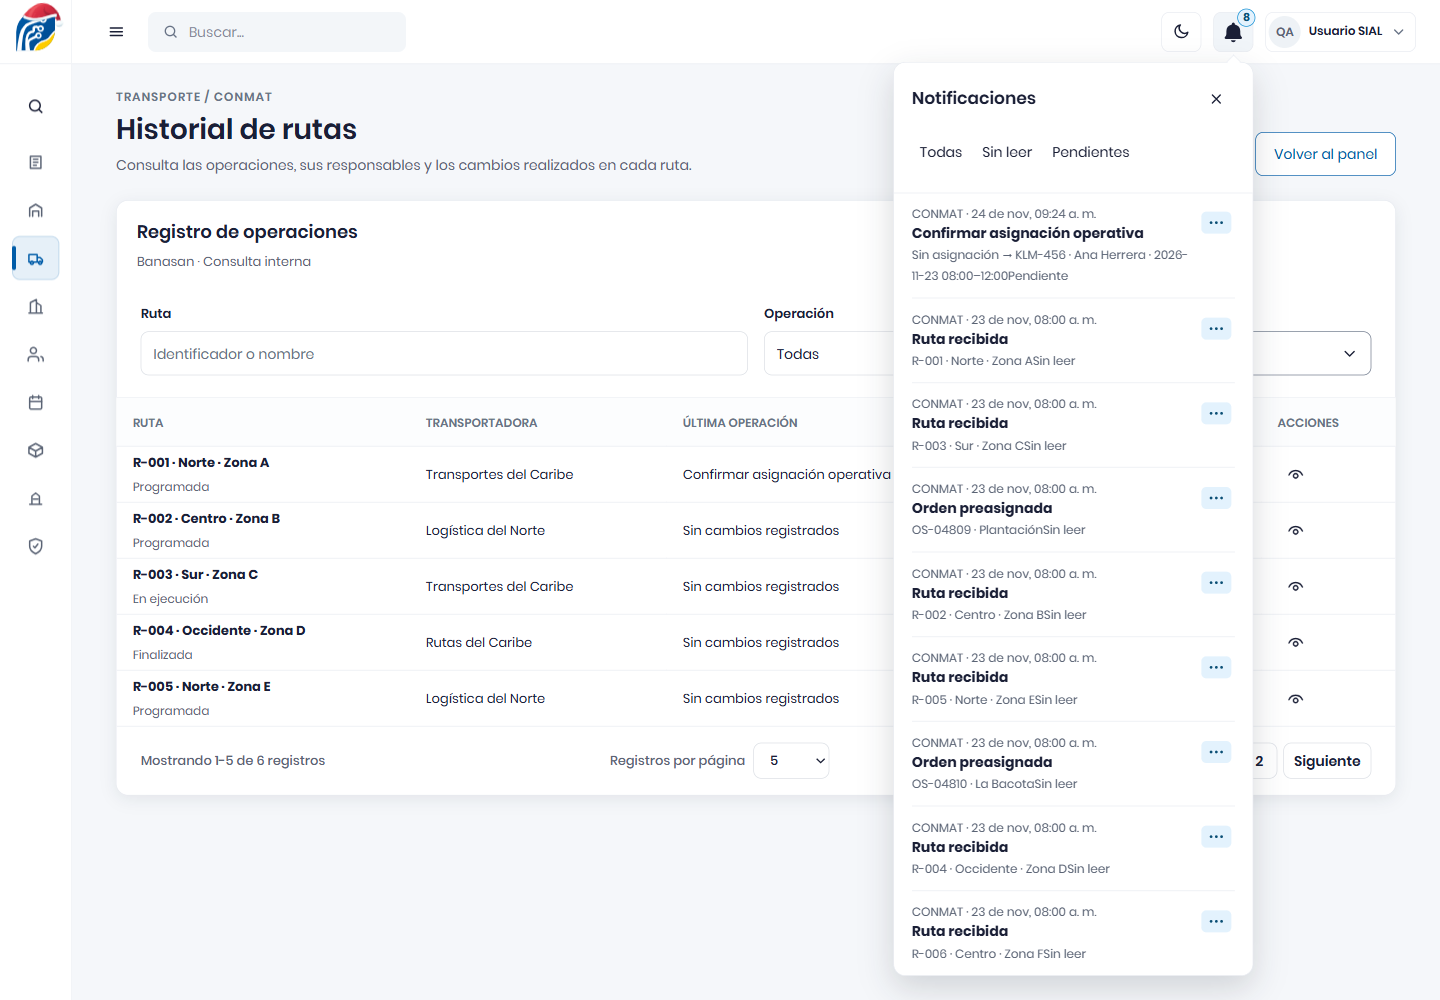 Buscar...
8
QA
Usuario SIAL
TRANSPORTE / CONMAT
Historial de rutas
Consulta las operaciones, sus responsables y los cambios realizados en cada ruta.
Volver al panel
Registro de operaciones
Banasan · Consulta interna
Ruta
Identificador o nombre
Operación
Todas
RUTA
TRANSPORTADORA
ÚLTIMA OPERACIÓN
ACCIONES
R-001 · Norte · Zona A
Programada
Transportes del Caribe
Confirmar asignación operativa
R-002 · Centro · Zona B
Programada
Logística del Norte
Sin cambios registrados
R-003 · Sur · Zona C
En ejecución
Transportes del Caribe
Sin cambios registrados
R-004 · Occidente · Zona D
Finalizada
Rutas del Caribe
Sin cambios registrados
R-005 · Norte · Zona E
Programada
Logística del Norte
Sin cambios registrados
Mostrando 1-5 de 6 registros
Registros por página
5
2
Siguiente
Notificaciones
Todas
Sin leer
Pendientes
CONMAT · 24 de nov, 09:24 a. m.
Confirmar asignación operativa
Sin asignación → KLM-456 · Ana Herrera · 2026-
11-23 08:00–12:00Pendiente
CONMAT · 23 de nov, 08:00 a. m.
Ruta recibida
R-001 · Norte · Zona ASin leer
CONMAT · 23 de nov, 08:00 a. m.
Ruta recibida
R-003 · Sur · Zona CSin leer
CONMAT · 23 de nov, 08:00 a. m.
Orden preasignada
OS-04809 · PlantaciónSin leer
CONMAT · 23 de nov, 08:00 a. m.
Ruta recibida
R-002 · Centro · Zona BSin leer
CONMAT · 23 de nov, 08:00 a. m.
Ruta recibida
R-005 · Norte · Zona ESin leer
CONMAT · 23 de nov, 08:00 a. m.
Orden preasignada
OS-04810 · La BacotaSin leer
CONMAT · 23 de nov, 08:00 a. m.
Ruta recibida
R-004 · Occidente · Zona DSin leer
CONMAT · 23 de nov, 08:00 a. m.
Ruta recibida
R-006 · Centro · Zona FSin leer